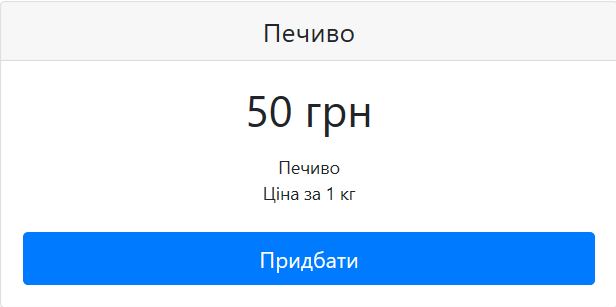 Печиво
50 грн
Печиво
Ціна за 1 кг
Придбати